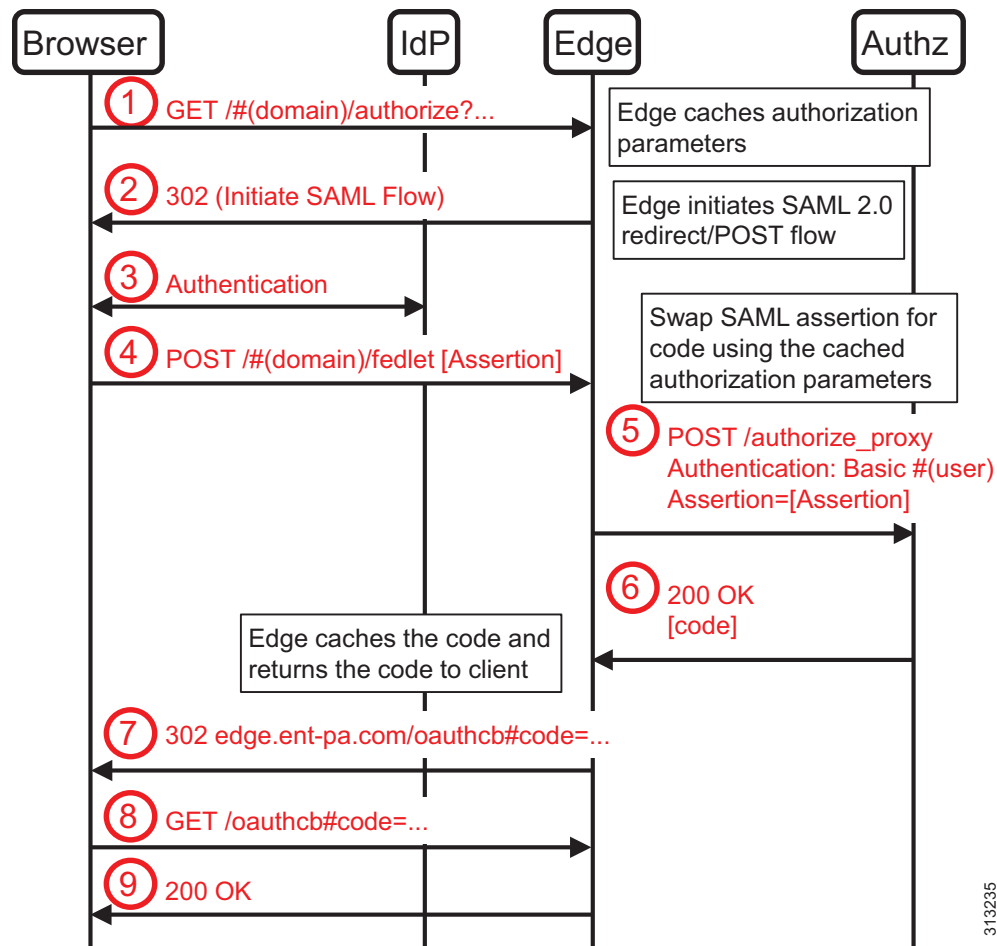 Browser
IdP
Edge
Authz
1
GET /#(domain)/authorize?...
Edge caches authorization
parameters
2
302 (Initiate SAML Flow)
Edge initiates SAML 2.0
redirect/POST flow
3
Authentication
Swap SAML assertion for
code using the cached
authorization parameters
4
POST /#(domain)/fedlet [Assertion]
5
POST /authorize_proxy
Authentication: Basic #(user)
Assertion=[Assertion]
6
200 OK
[code]
Edge caches the code and
returns the code to client
7
302 edge.ent-pa.com/oauthcb#code=...
8
GET /oauthcb#code=...
9
200 OK
313235